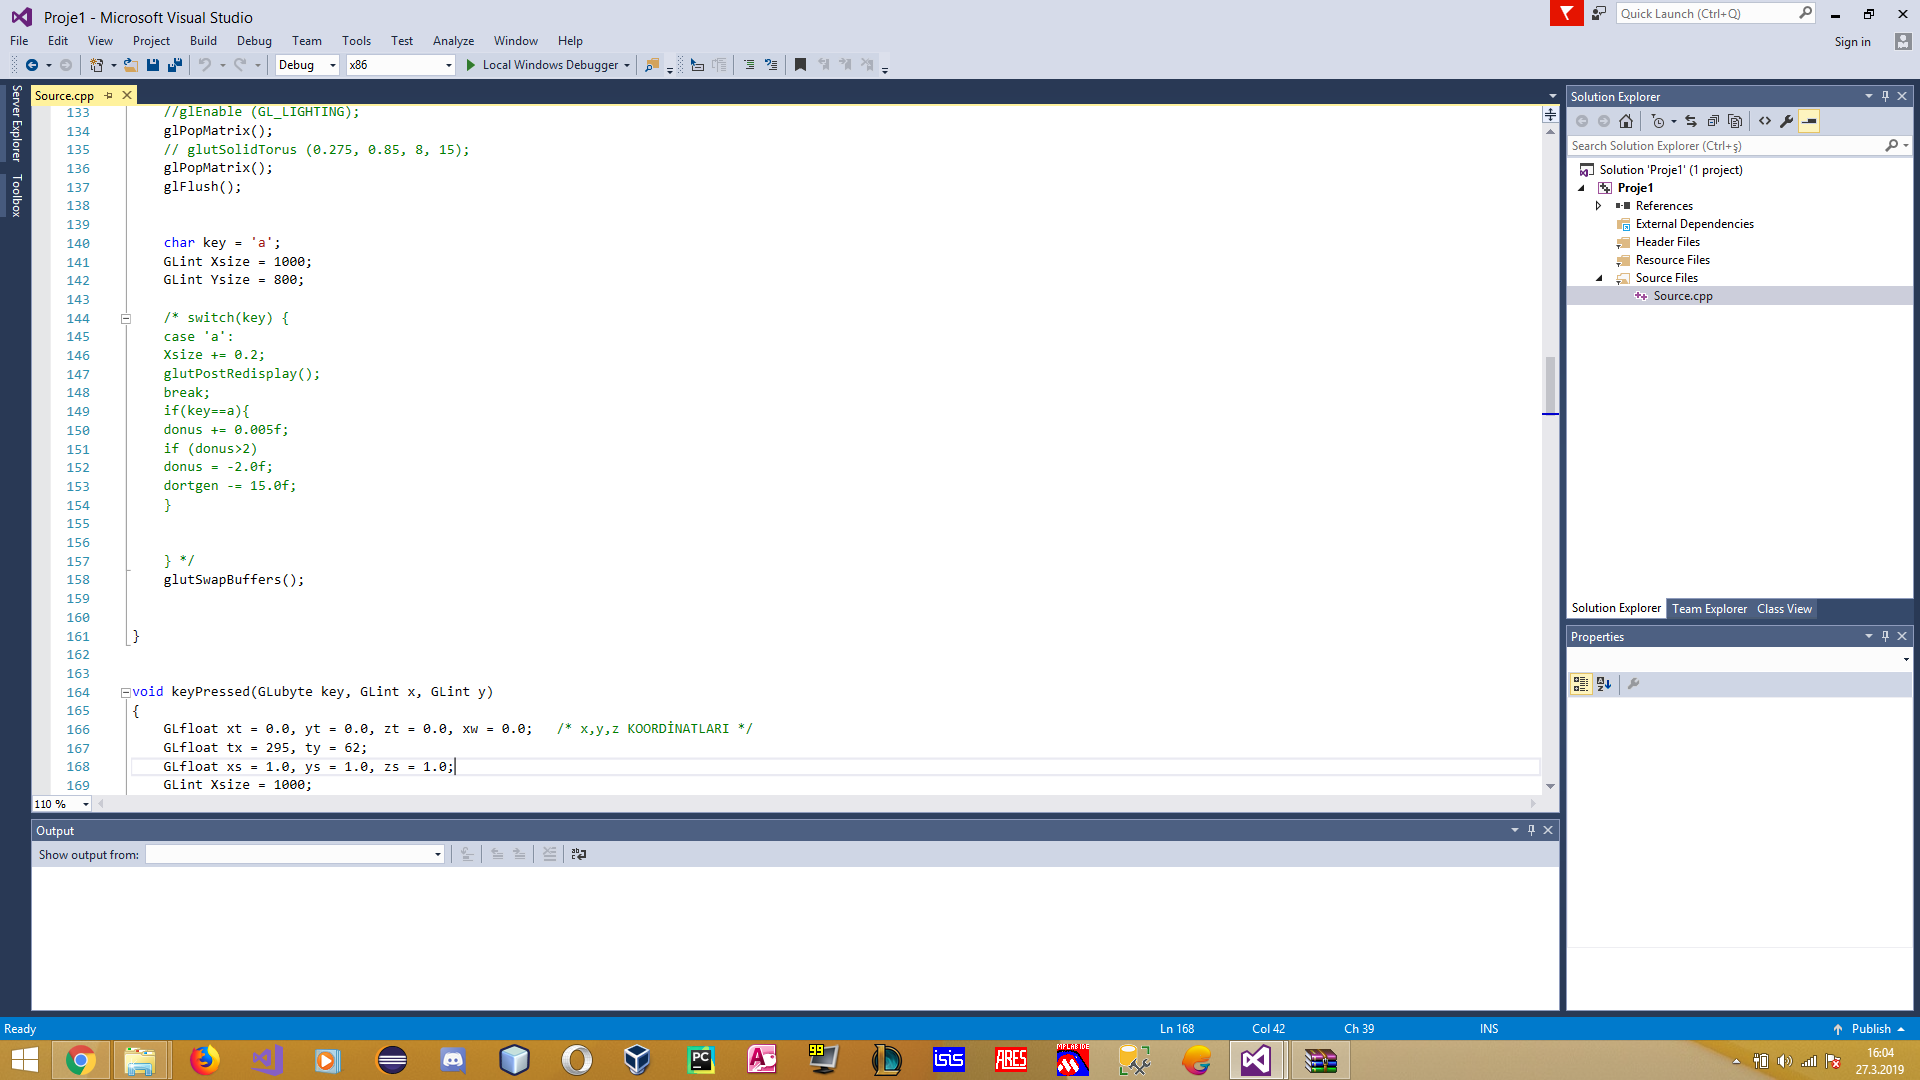 Proje1 - Microsoft Visual Studio
Quick Launch (Ctrl+Q)
File Edit View Project Build Debug Team Tools Test Analyze Window Help
Sign in
Debug x86 Local Windows Debugger
Server Explorer
Toolbox
Source.cpp
133 //glEnable (GL_LIGHTING);
134 glPopMatrix();
135 // glutSolidTorus (0.275, 0.85, 8, 15);
136 glPopMatrix();
137 glFlush();
138
139
140 char key = 'a';
141 GLint Xsize = 1000;
142 GLint Ysize = 800;
143
144 /* switch(key) {
145 case 'a':
146 Xsize += 0.2;
147 glutPostRedisplay();
148 break;
149 if(key==a){
150 donus += 0.005f;
151 if (donus>2)
152 donus = -2.0f;
153 dortgen -= 15.0f;
154 }
155
156
157 } */
158 glutSwapBuffers();
159
160
161 }
162
163
164 void keyPressed(GLubyte key, GLint x, GLint y)
165 {
166 GLfloat xt = 0.0, yt = 0.0, zt = 0.0, xw = 0.0; /* x,y,z KOORDİNATLARI */
167 GLfloat tx = 295, ty = 62;
168 GLfloat xs = 1.0, ys = 1.0, zs = 1.0;
169 GLint Xsize = 1000;
110 %
Output
Show output from:
Solution Explorer
Search Solution Explorer (Ctrl+ş)
Solution 'Proje1' (1 project)
Proje1
References
External Dependencies
Header Files
Resource Files
Source Files
Source.cpp
Solution Explorer Team Explorer Class View
Properties
Ready Ln 168 Col 42 Ch 39 INS Publish
PC
99
isis
ARES
MPLAB IDE
16:04
27.3.2019